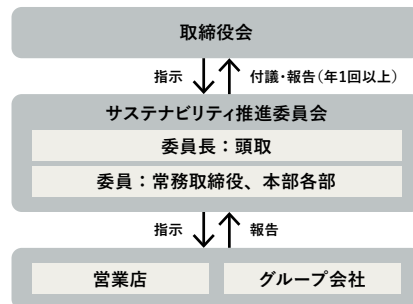 取締役会
指示 付議・報告（年1回以上）
サステナビリティ推進委員会
委員長：頭取
委員：常務取締役、本部各部
指示 報告
営業店 グループ会社